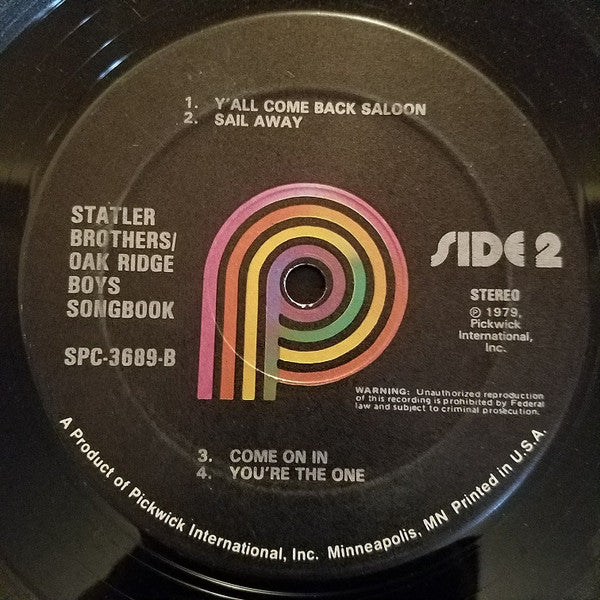 1. Y'ALL COME BACK SALOON
2. SAIL AWAY
STATLER
BROTHERS/
OAK RIDGE
BOYS
SONGBOOK
SPC-3689-B
SIDE 2
STEREO
℗ 1979,
Pickwick
International,
Inc.
WARNING: Unauthorized reproduction
of this recording is prohibited by Federal
law and subject to criminal prosecution.
3. COME ON IN
4. YOU'RE THE ONE
A Product of Pickwick International, Inc. Minneapolis, MN Printed in U.S.A.